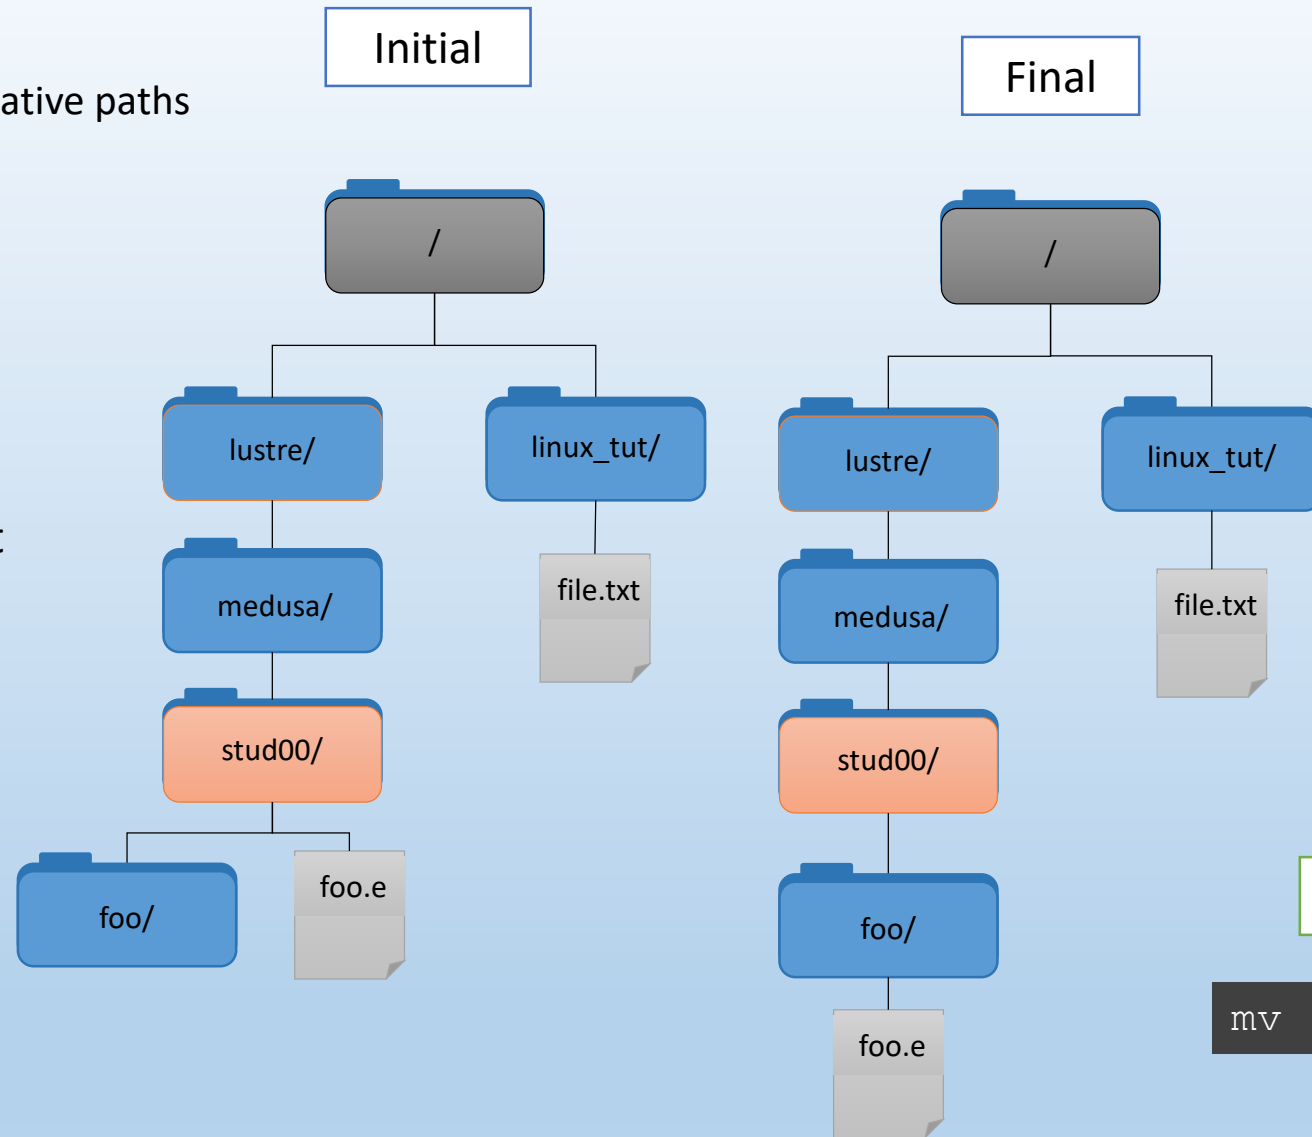 Initial
Final
ative paths
/
/
lustre/
linux_tut/
lustre/
linux_tut/
t
medusa/
file.txt
medusa/
file.txt
stud00/
stud00/
foo/
foo.e
foo/
mv
foo.e